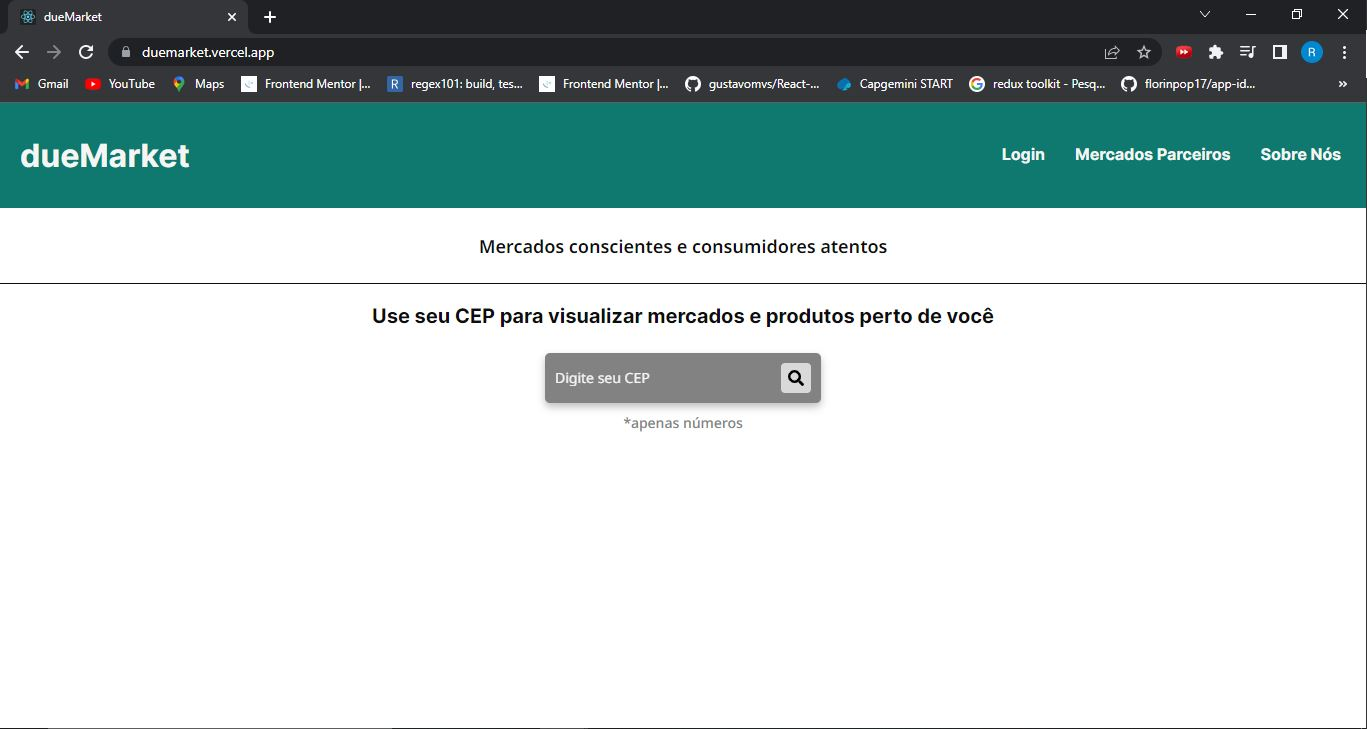 dueMarket
duemarket.vercel.app
R
Gmail YouTube Maps Frontend Mentor |... R regex101: build, tes... Frontend Mentor |... gustavomvs/React-... Capgemini START redux toolkit - Pesq... florinpop17/app-id... »
dueMarket Login Mercados Parceiros Sobre Nós
Mercados conscientes e consumidores atentos
Use seu CEP para visualizar mercados e produtos perto de você
Digite seu CEP
*apenas números